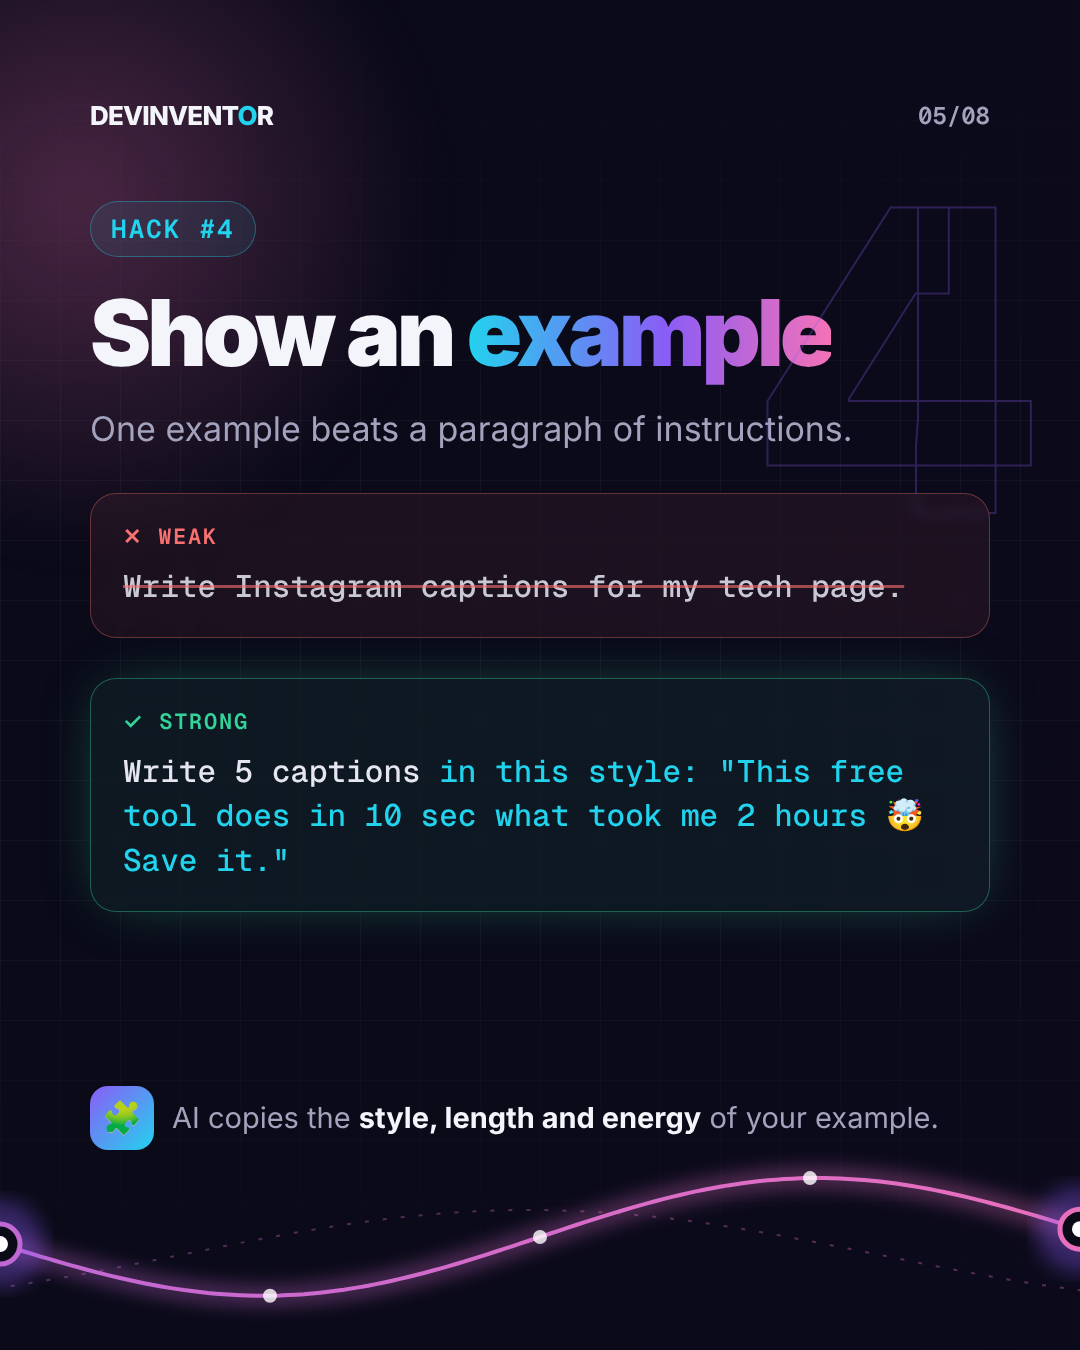 DEVINVENTOR
05/08
HACK #4
4
Show an example
One example beats a paragraph of instructions.
✕ WEAK
Write Instagram captions for my tech page.
✓ STRONG
Write 5 captions in this style: "This free
tool does in 10 sec what took me 2 hours 🤯
Save it."
🧩 AI copies the style, length and energy of your example.